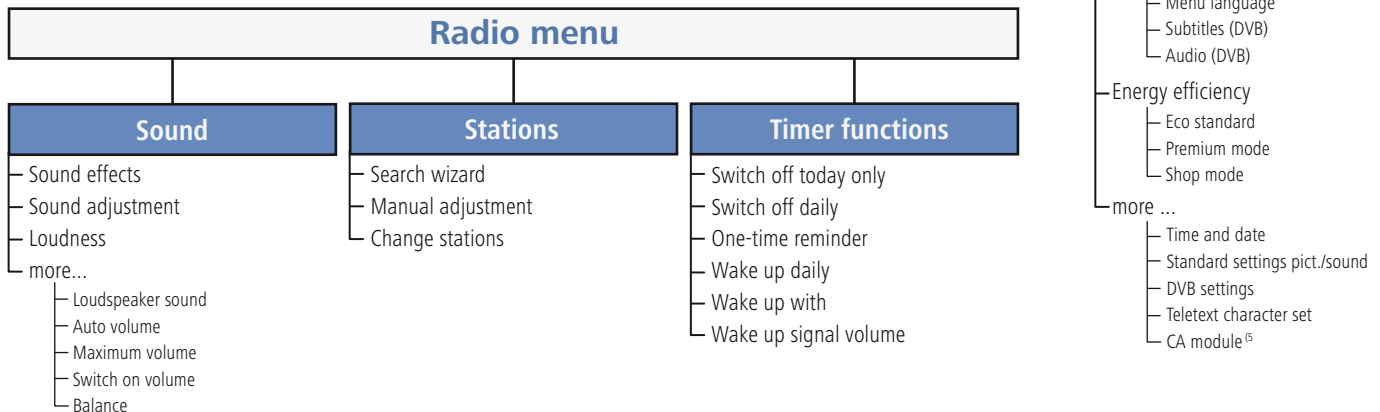 Radio menu
Sound
Sound effects
Sound adjustment
Loudness
more...
Loudspeaker sound
Auto volume
Maximum volume
Switch on volume
Balance
Stations
Search wizard
Manual adjustment
Change stations
Timer functions
Switch off today only
Switch off daily
One-time reminder
Wake up daily
Wake up with
Wake up signal volume
Menu language
Subtitles (DVB)
Audio (DVB)
Energy efficiency
Eco standard
Premium mode
Shop mode
more ...
Time and date
Standard settings pict./sound
DVB settings
Teletext character set
CA module (5